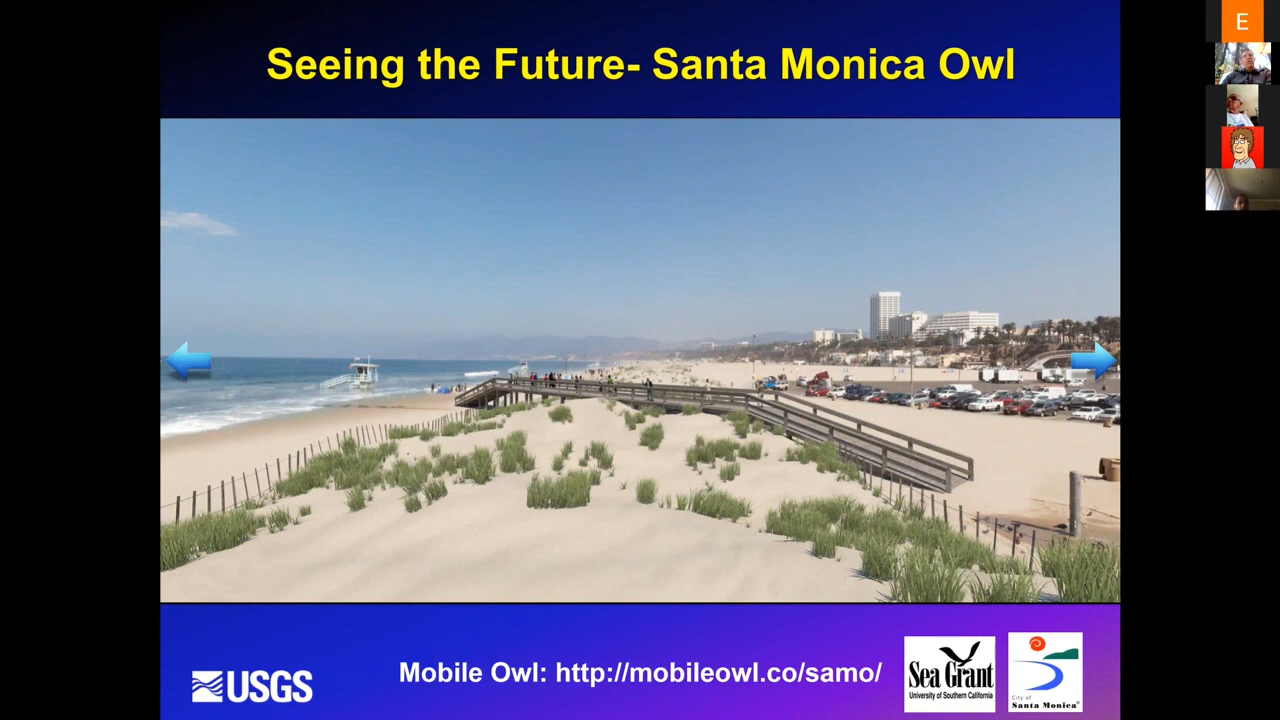 Seeing the Future- Santa Monica Owl
E
Mobile Owl: http://mobileowl.co/samo/
USGS
Sea Grant
University of Southern California
City of
Santa Monica®